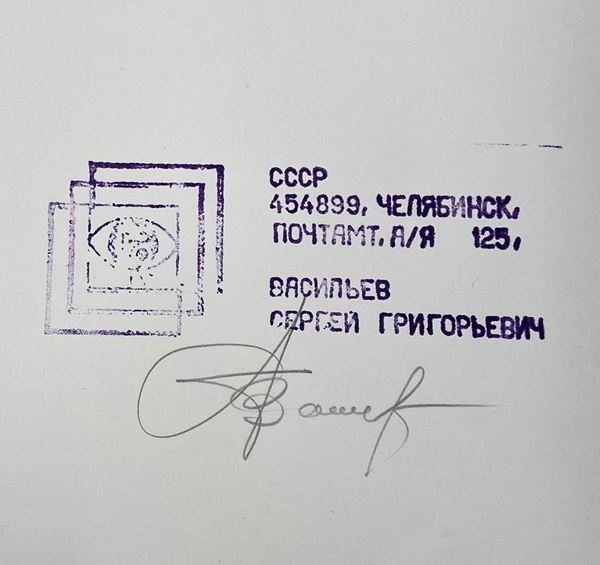 СССР
454899, ЧЕЛЯБИНСК,
ПОЧТАМТ, А/Я 125,
ВАСИЛЬЕВ
СЕРГЕЙ ГРИГОРЬЕВИЧ